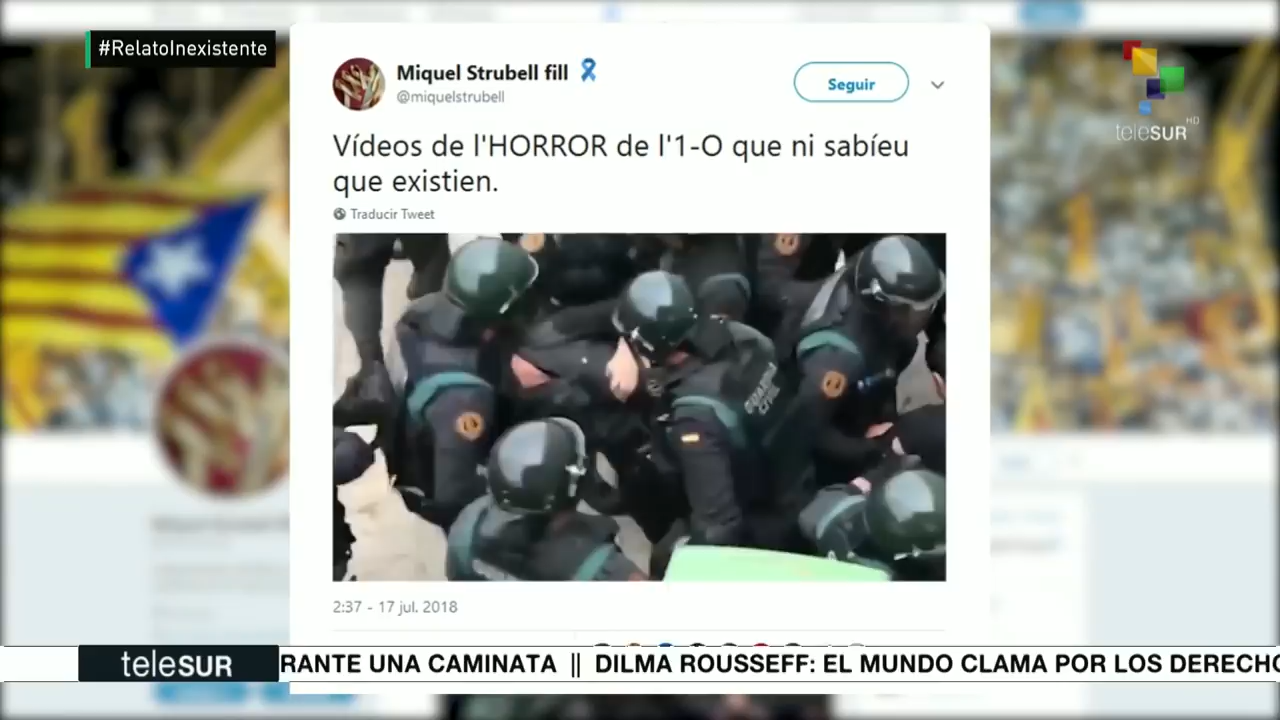 #RelatoInexistente
Miquel Strubell fill
@miquelstrubell
Seguir
Vídeos de l'HORROR de l'1-O que ni sabíeu
que existien.
Traducir Tweet
GUARDIA
CIVIL
2:37 - 17 jul. 2018
teleSUR HD
teleSUR
RANTE UNA CAMINATA || DILMA ROUSSEFF: EL MUNDO CLAMA POR LOS DERECHO